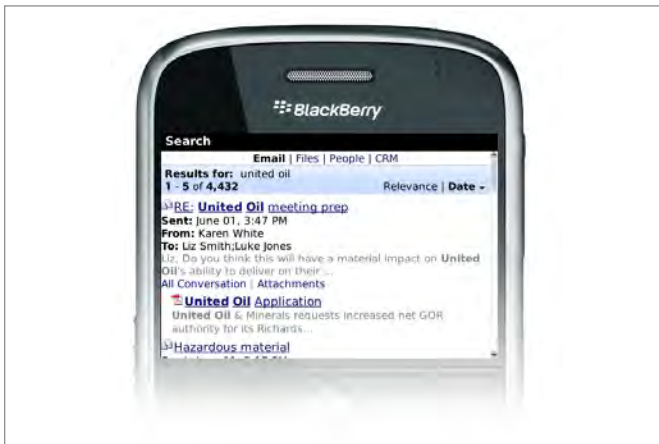 BlackBerry
Search
Email | Files | People | CRM
Results for: united oil
1 - 5 of 4,432 Relevance | Date
RE: United Oil meeting prep
Sent: June 01, 3:47 PM
From: Karen White
To: Liz Smith;Luke Jones
Liz, Do you think this will have a material impact on United
Oil's ability to deliver on their ...
All Conversation | Attachments
United Oil Application
United Oil & Minerals requests increased net GOR
authority for its Richards...
Hazardous material